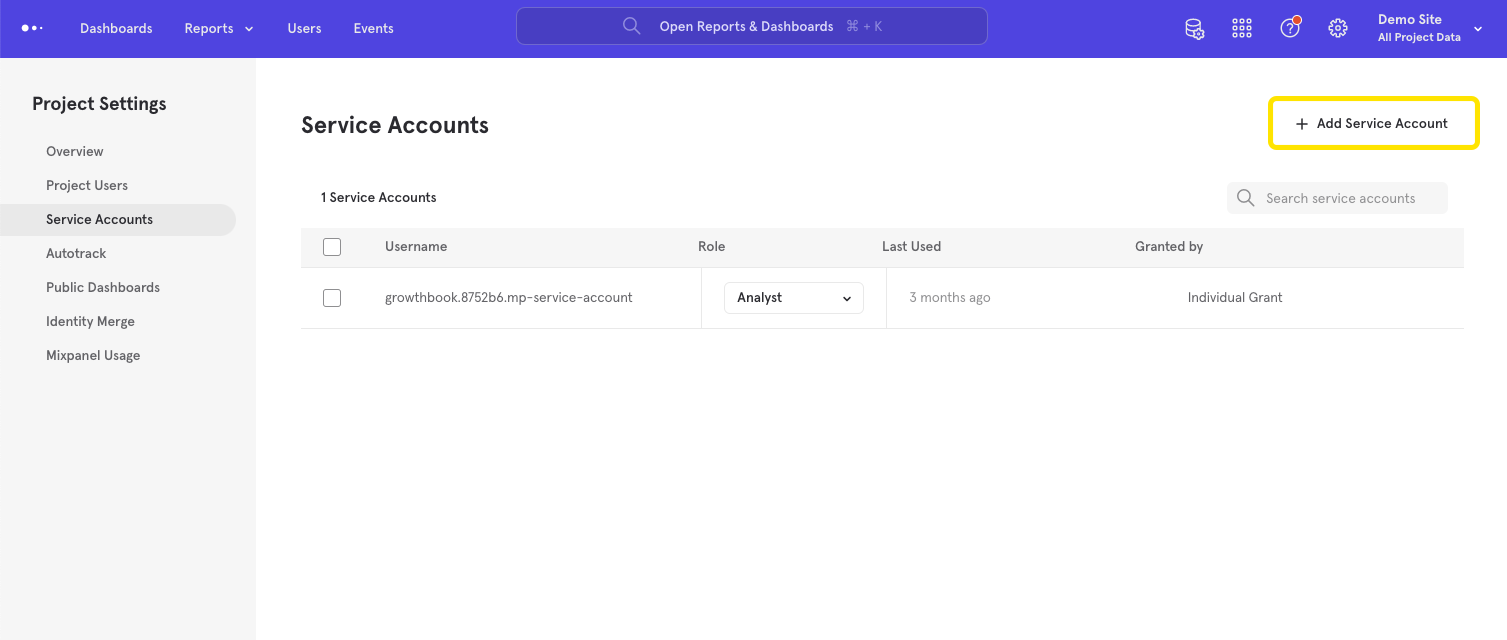 Dashboards Reports Users Events Open Reports & Dashboards ⌘ + K Demo Site
All Project Data
Project Settings
Overview
Project Users
Service Accounts
Autotrack
Public Dashboards
Identity Merge
Mixpanel Usage
Service Accounts
+ Add Service Account
1 Service Accounts
Search service accounts
Username Role Last Used Granted by
growthbook.8752b6.mp-service-account Analyst 3 months ago Individual Grant